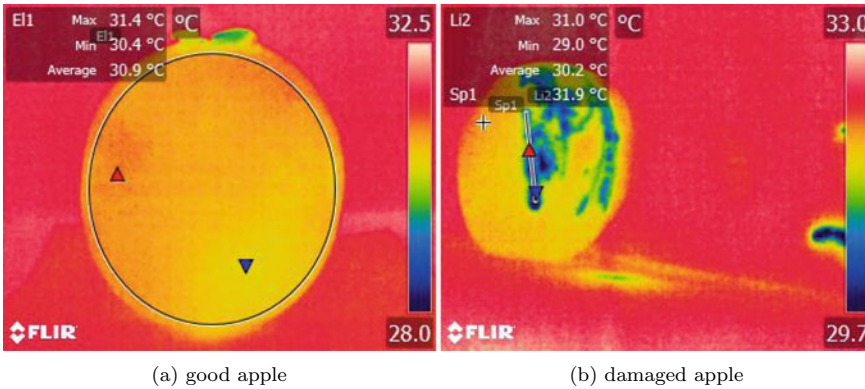 El1 Max 31.4 °C °C 32.5
El1
Min 30.4 °C
Average 30.9 °C
FLIR 28.0
(a) good apple
Li2 Max 31.0 °C °C 33.0
Min 29.0 °C
Average 30.2 °C
Sp1 Li2 31.9 °C
Sp1
FLIR 29.7
(b) damaged apple